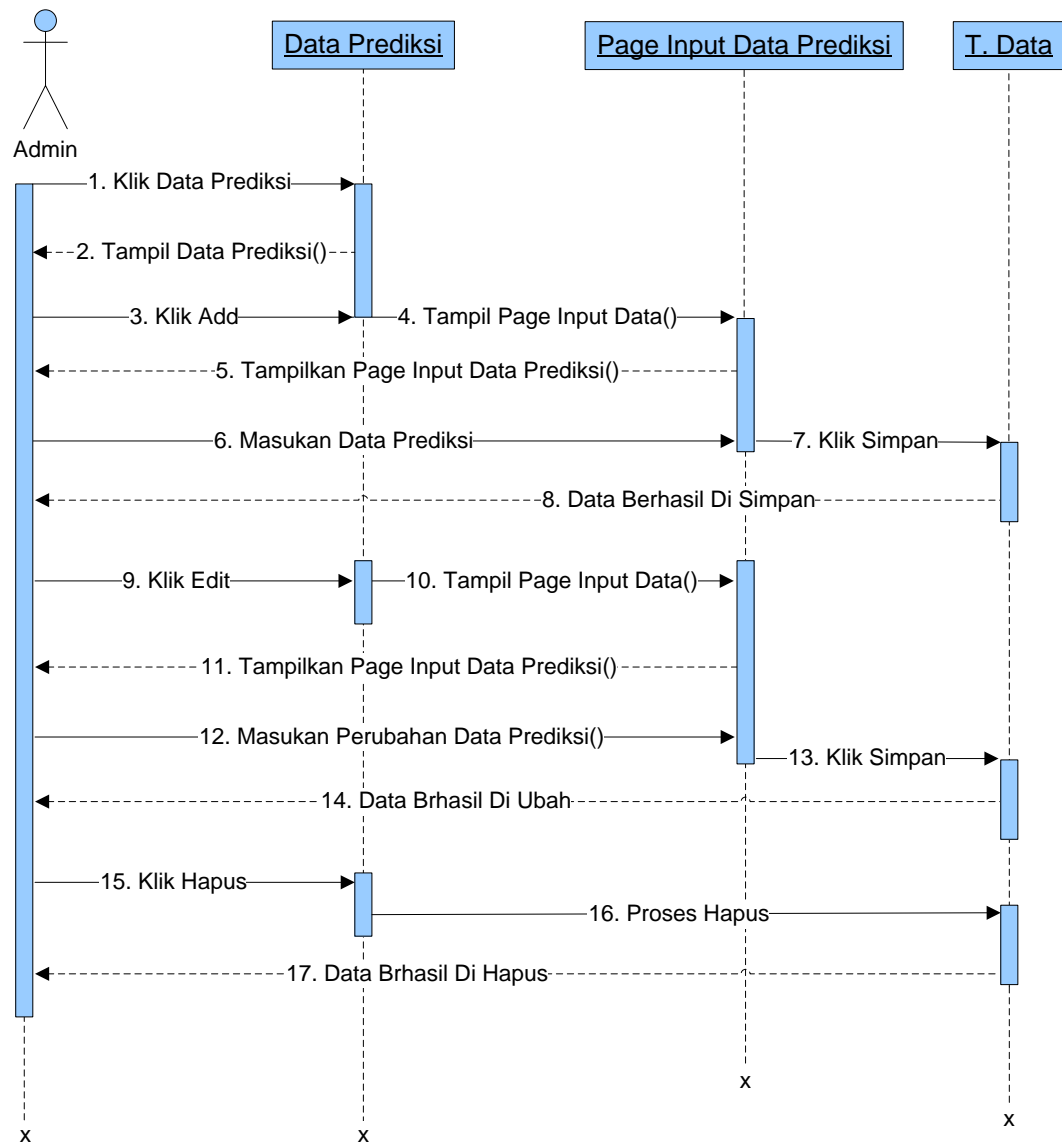 Data Prediksi
Page Input Data Prediksi
T. Data
Admin
1. Klik Data Prediksi
2. Tampil Data Prediksi()
3. Klik Add
4. Tampil Page Input Data()
5. Tampilkan Page Input Data Prediksi()
6. Masukan Data Prediksi
7. Klik Simpan
8. Data Berhasil Di Simpan
9. Klik Edit
10. Tampil Page Input Data()
11. Tampilkan Page Input Data Prediksi()
12. Masukan Perubahan Data Prediksi()
13. Klik Simpan
14. Data Brhasil Di Ubah
15. Klik Hapus
16. Proses Hapus
17. Data Brhasil Di Hapus
x
x
x
x